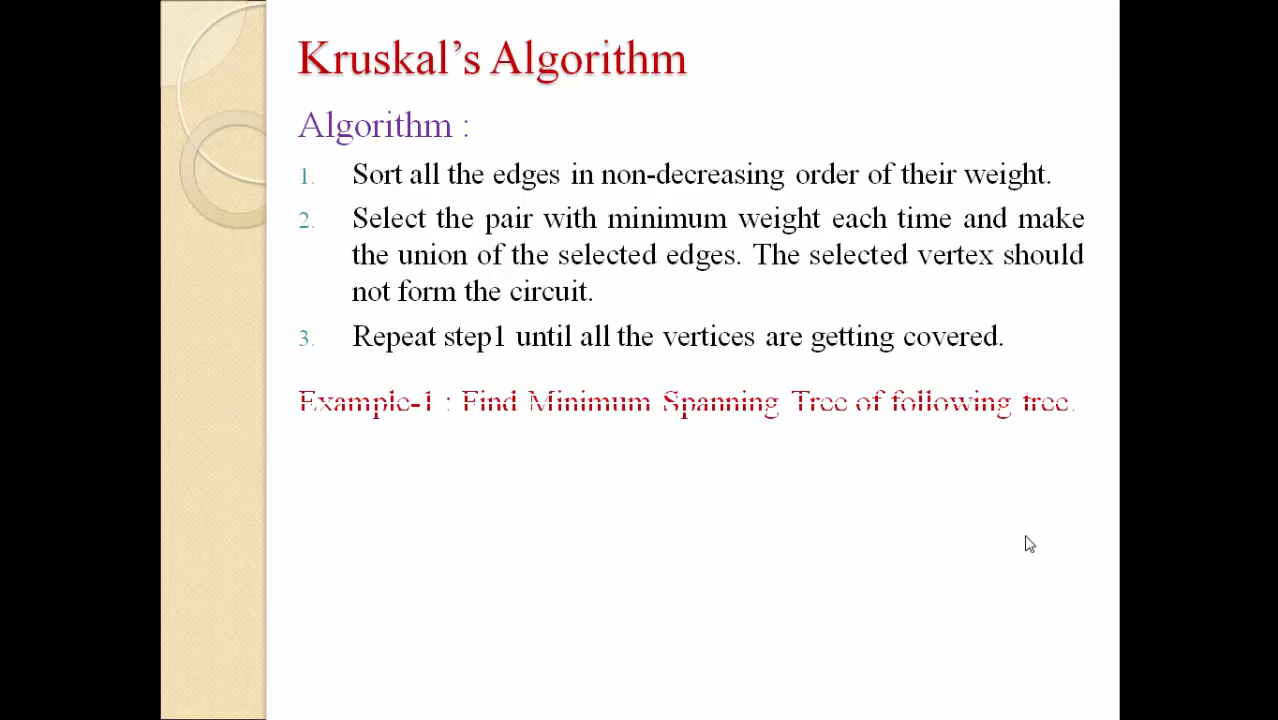 Kruskal’s Algorithm
Algorithm :
1. Sort all the edges in non-decreasing order of their weight.
2. Select the pair with minimum weight each time and make
the union of the selected edges. The selected vertex should
not form the circuit.
3. Repeat step1 until all the vertices are getting covered.
Example-1 : Find Minimum Spanning Tree of following tree.